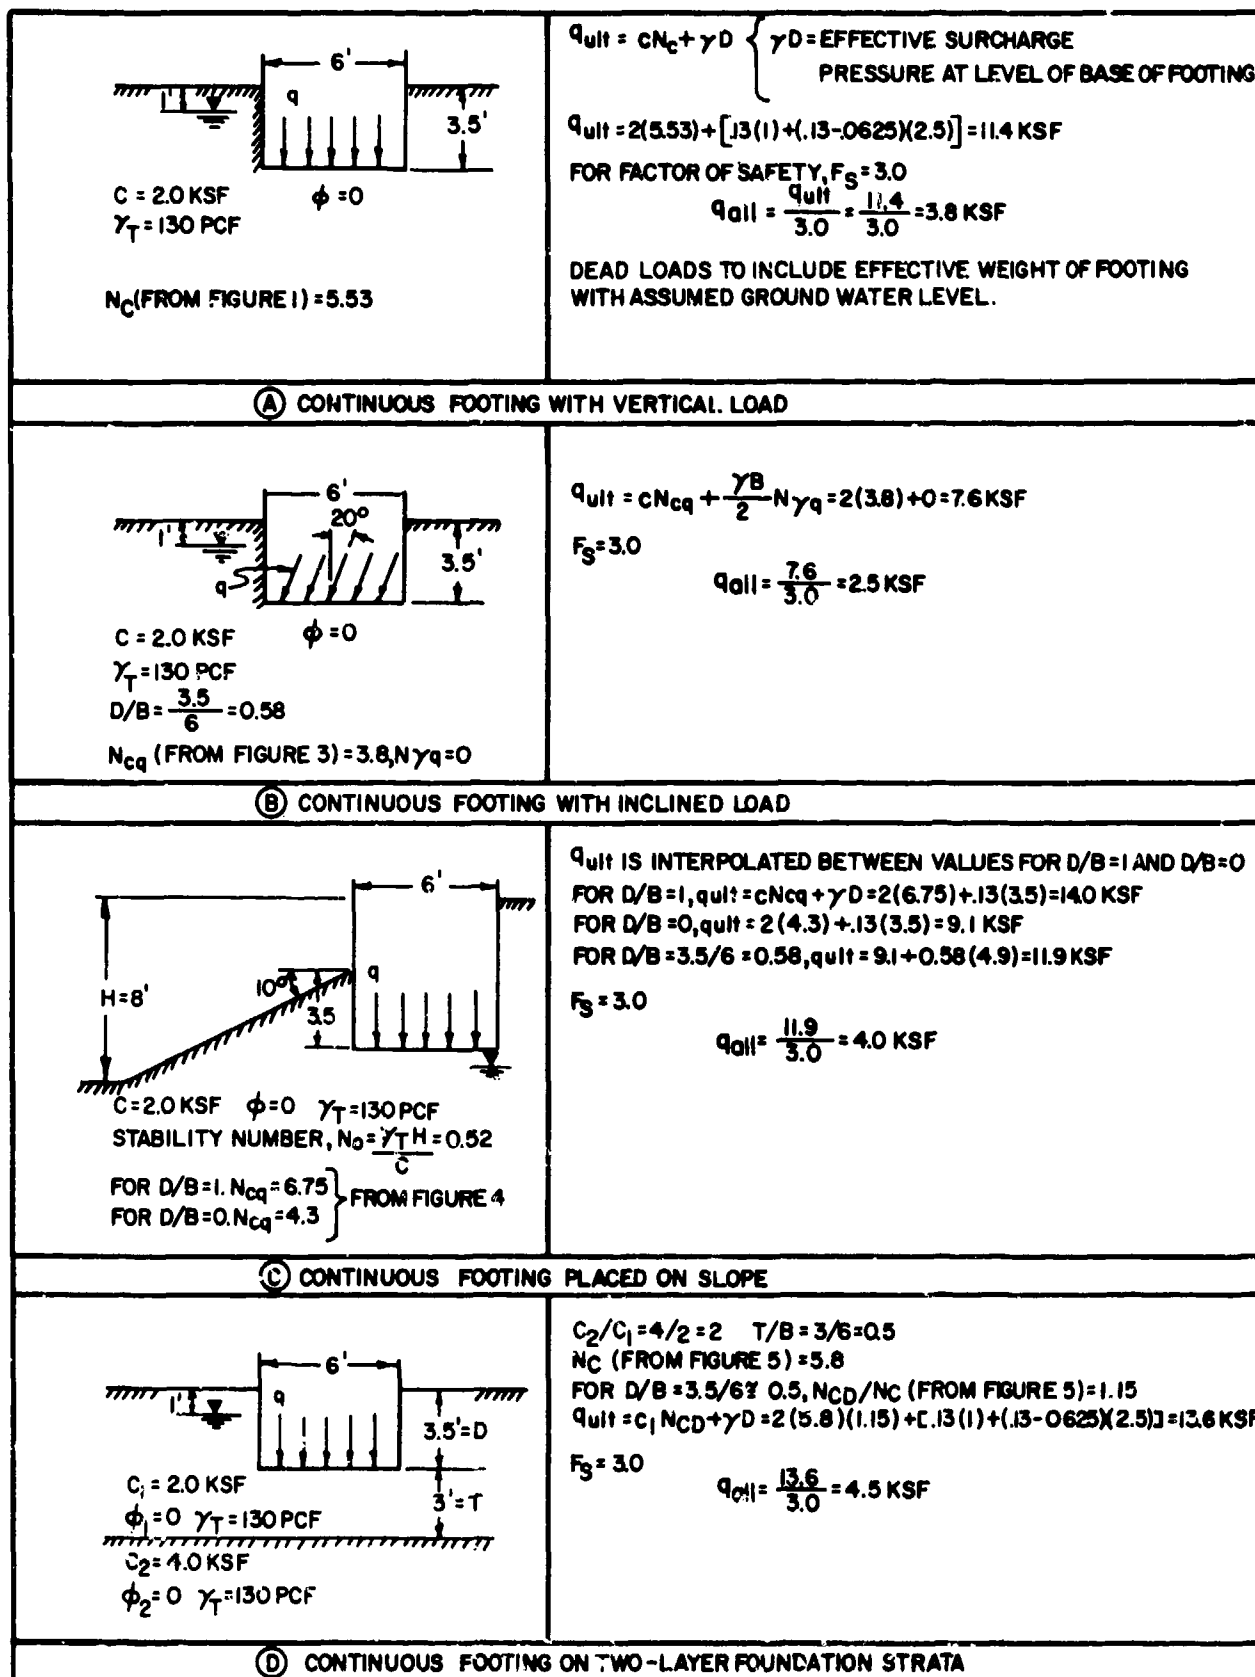 6'
q
1'
3.5'
C = 2.0 KSF φ = 0
γT = 130 PCF
NC (FROM FIGURE 1) = 5.53
qult = cNC + γD { γD = EFFECTIVE SURCHARGE
PRESSURE AT LEVEL OF BASE OF FOOTING
qult = 2(5.53) + [.13(1) + (.13-.0625)(2.5)] = 11.4 KSF
FOR FACTOR OF SAFETY, FS = 3.0
qall = qult/3.0 = 11.4/3.0 = 3.8 KSF
DEAD LOADS TO INCLUDE EFFECTIVE WEIGHT OF FOOTING
WITH ASSUMED GROUND WATER LEVEL.
Ⓐ CONTINUOUS FOOTING WITH VERTICAL LOAD
6'
20°
1'
3.5'
q
C = 2.0 KSF φ = 0
γT = 130 PCF
D/B = 3.5/6 = 0.58
Ncq (FROM FIGURE 3) = 3.8, Nγq = 0
qult = cNcq + γB/2 Nγq = 2(3.8) + 0 = 7.6 KSF
FS = 3.0
qall = 7.6/3.0 = 2.5 KSF
Ⓑ CONTINUOUS FOOTING WITH INCLINED LOAD
6'
q
10°
H = 8'
3.5
C = 2.0 KSF φ = 0 γT = 130 PCF
STABILITY NUMBER, No = γT H/C = 0.52
FOR D/B = 1. Ncq = 6.75
FOR D/B = 0. Ncq = 4.3
} FROM FIGURE 4
qult IS INTERPOLATED BETWEEN VALUES FOR D/B = 1 AND D/B = 0
FOR D/B = 1, qult = cNcq + γD = 2(6.75) + .13(3.5) = 14.0 KSF
FOR D/B = 0, qult = 2(4.3) + .13(3.5) = 9.1 KSF
FOR D/B = 3.5/6 = 0.58, qult = 9.1 + 0.58(4.9) = 11.9 KSF
FS = 3.0
qall = 11.9/3.0 = 4.0 KSF
Ⓒ CONTINUOUS FOOTING PLACED ON SLOPE
6'
q
1'
3.5' = D
3' = T
C1 = 2.0 KSF
φ1 = 0 γT = 130 PCF
C2 = 4.0 KSF
φ2 = 0 γT = 130 PCF
C2/C1 = 4/2 = 2 T/B = 3/6 = 0.5
NC (FROM FIGURE 5) = 5.8
FOR D/B = 3.5/6 ≅ 0.5, NCD/NC (FROM FIGURE 5) = 1.15
qult = C1 NCD + γD = 2(5.8)(1.15) + [.13(1) + (.13-.0625)(2.5)] = 13.6 KSF
FS = 3.0
qall = 13.6/3.0 = 4.5 KSF
Ⓓ CONTINUOUS FOOTING ON TWO-LAYER FOUNDATION STRATA